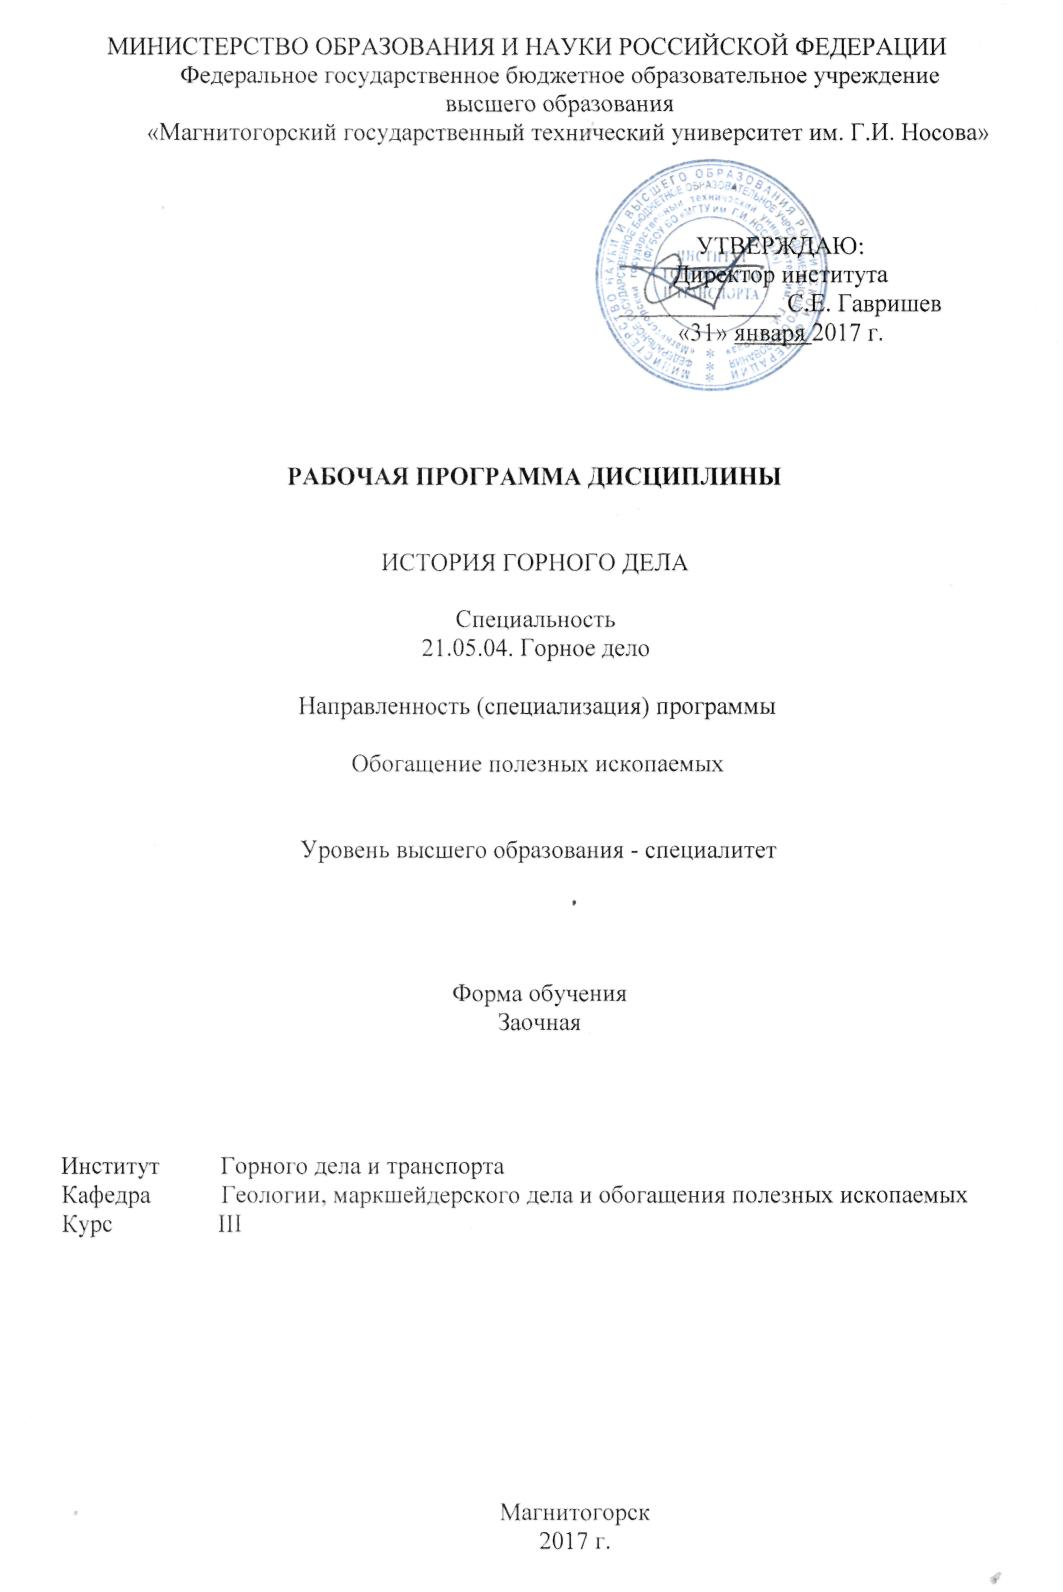 МИНИСТЕРСТВО ОБРАЗОВАНИЯ И НАУКИ РОССИЙСКОЙ ФЕДЕРАЦИИ
Федеральное государственное бюджетное образовательное учреждение
высшего образования
«Магнитогорский государственный технический университет им. Г.И. Носова»
УТВЕРЖДАЮ:
Директор института
С.Е. Гавришев
«31» января 2017 г.
РАБОЧАЯ ПРОГРАММА ДИСЦИПЛИНЫ
ИСТОРИЯ ГОРНОГО ДЕЛА
Специальность
21.05.04. Горное дело
Направленность (специализация) программы
Обогащение полезных ископаемых
Уровень высшего образования - специалитет
Форма обучения
Заочная
Институт Горного дела и транспорта
Кафедра Геологии, маркшейдерского дела и обогащения полезных ископаемых
Курс III
Магнитогорск
2017 г.